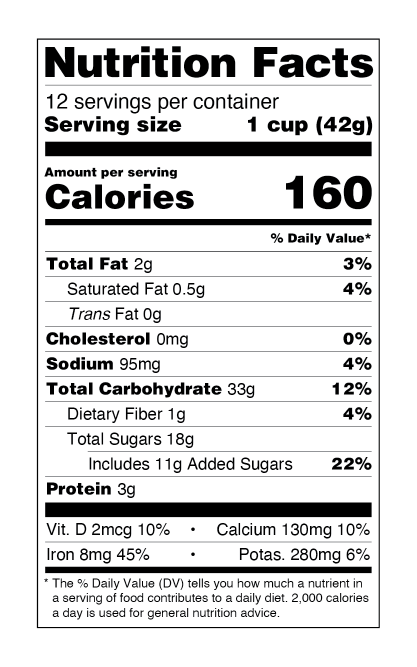 Nutrition Facts
12 servings per container
Serving size 1 cup (42g)
Amount per serving
Calories 160
% Daily Value*
Total Fat 2g 3%
Saturated Fat 0.5g 4%
Trans Fat 0g
Cholesterol 0mg 0%
Sodium 95mg 4%
Total Carbohydrate 33g 12%
Dietary Fiber 1g 4%
Total Sugars 18g
Includes 11g Added Sugars 22%
Protein 3g
Vit. D 2mcg 10% • Calcium 130mg 10%
Iron 8mg 45% • Potas. 280mg 6%
* The % Daily Value (DV) tells you how much a nutrient in
a serving of food contributes to a daily diet. 2,000 calories
a day is used for general nutrition advice.